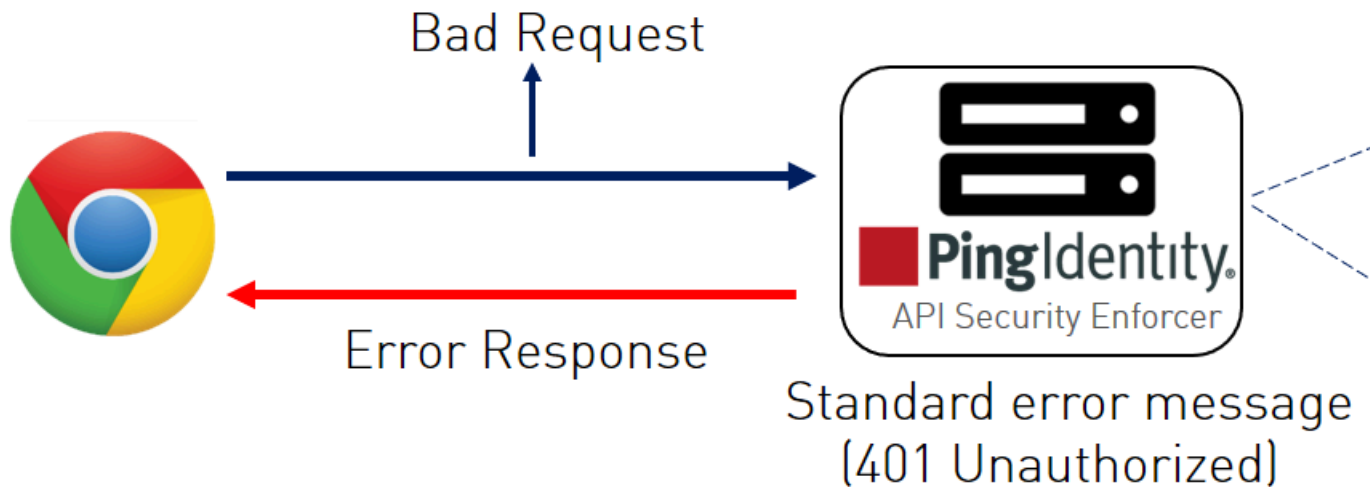 Bad Request
PingIdentity.
API Security Enforcer
Error Response
Standard error message
(401 Unauthorized)